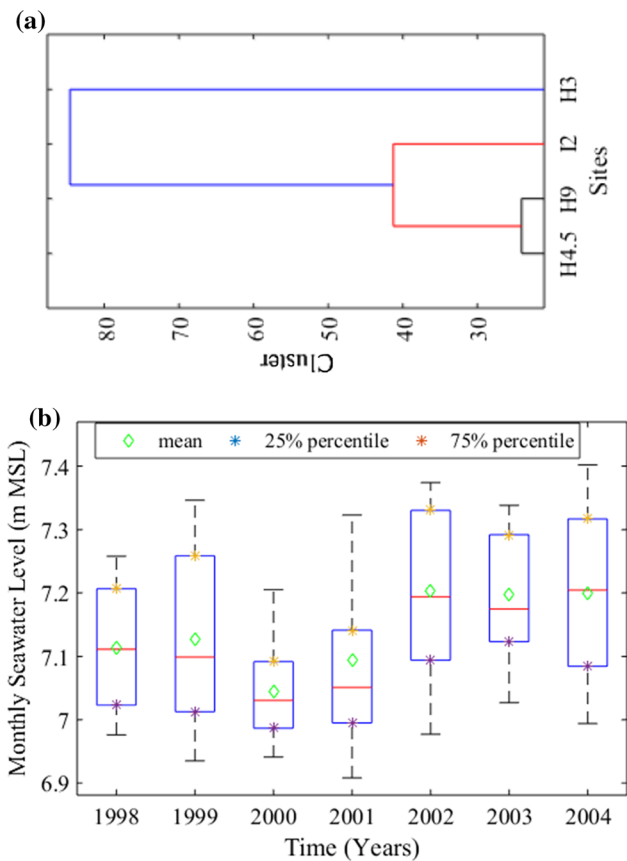 (a)
H3
I2
H9
H4.5
Sites
80
70
60
50
40
30
Cluster
(b)
mean
25% percentile
75% percentile
Monthly Seawater Level (m MSL)
7.4
7.3
7.2
7.1
7
6.9
1998 1999 2000 2001 2002 2003 2004
Time (Years)